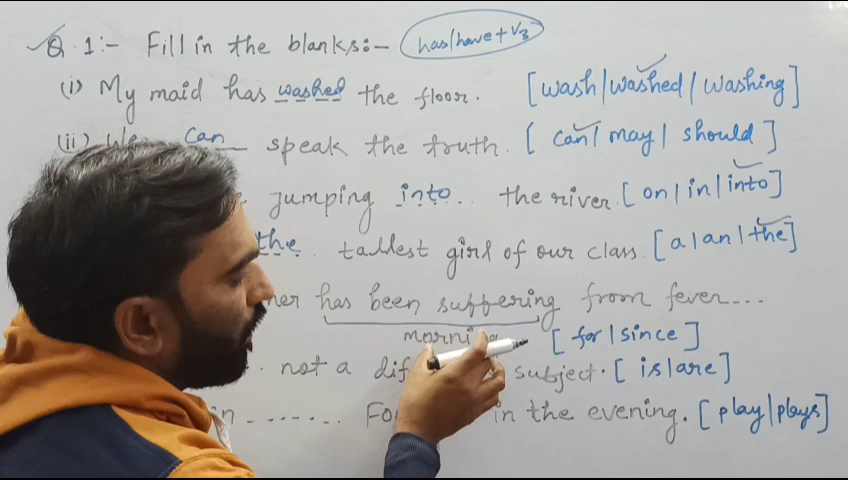 Q.1:- Fill in the blanks:- has/have + V3
(i) My maid has washed the floor. [wash/washed/washing]
(ii) We can speak the truth. [can/may/should]
jumping into the river. [on/in/into]
the tallest girl of our class. [a/an/the]
has been suffering from fever...
[for/since]
not a subject. [is/are]
in the evening. [play/plays]